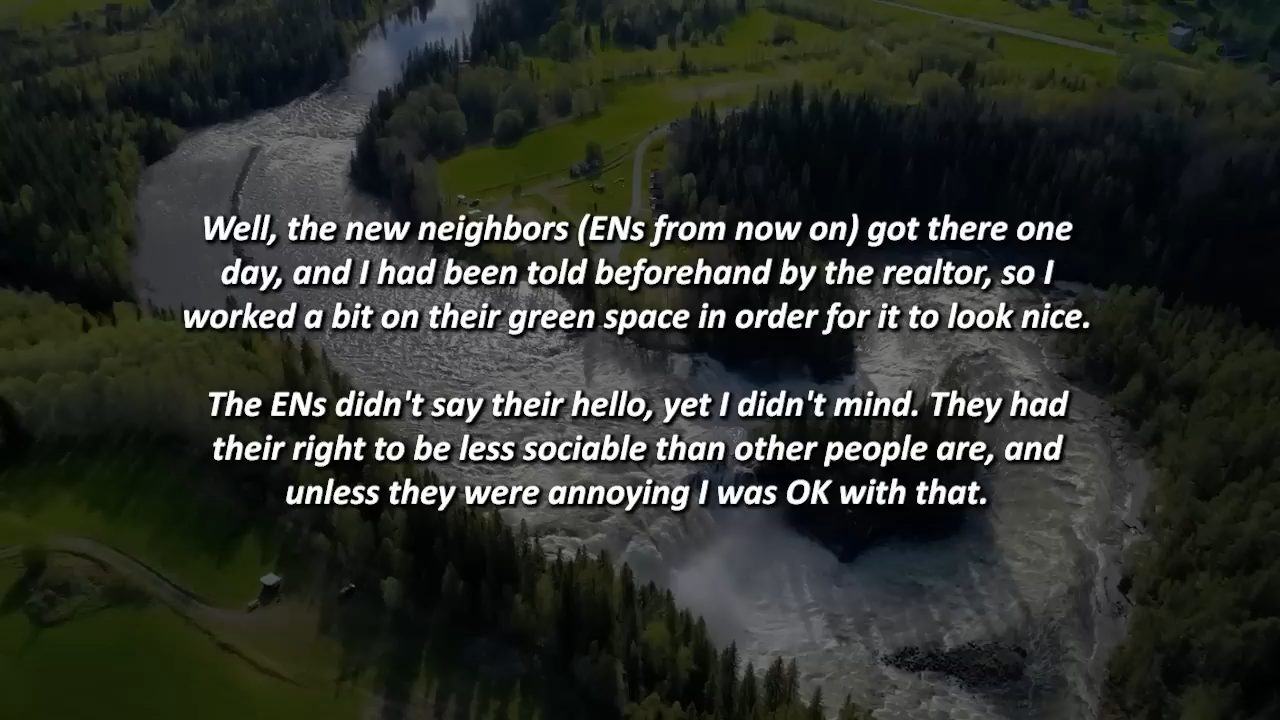 Well, the new neighbors (ENs from now on) got there one
day, and I had been told beforehand by the realtor, so I
worked a bit on their green space in order for it to look nice.
The ENs didn't say their hello, yet I didn't mind. They had
their right to be less sociable than other people are, and
unless they were annoying I was OK with that.